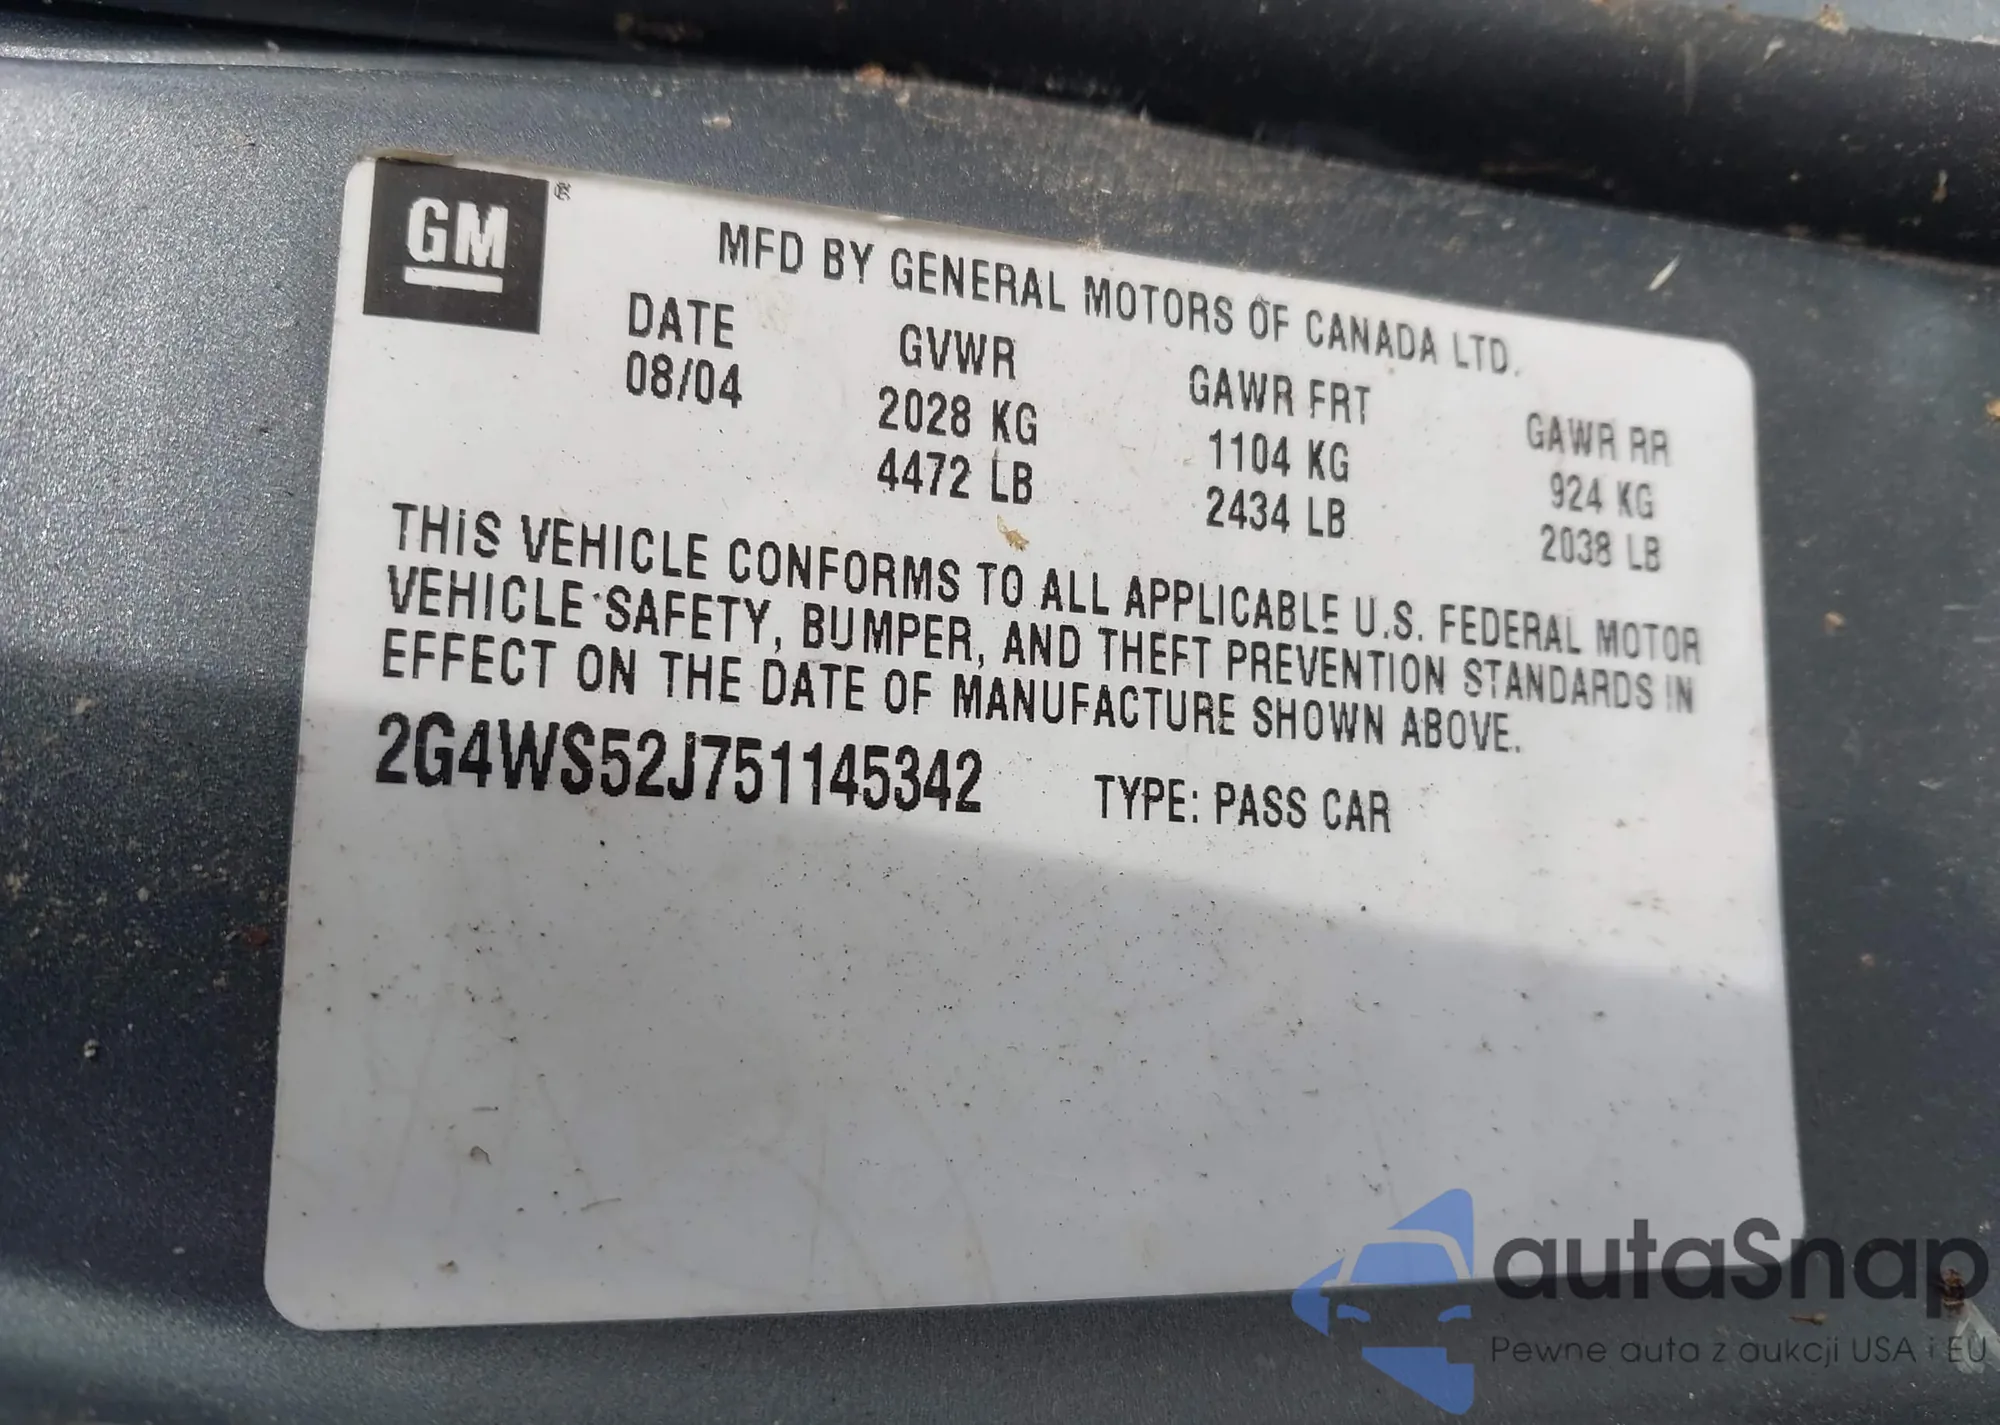 GM ®
MFD BY GENERAL MOTORS OF CANADA LTD.
DATE GVWR GAWR FRT GAWR RR
08/04 2028 KG 1104 KG 924 KG
4472 LB 2434 LB 2038 LB
THIS VEHICLE CONFORMS TO ALL APPLICABLE U.S. FEDERAL MOTOR
VEHICLE SAFETY, BUMPER, AND THEFT PREVENTION STANDARDS IN
EFFECT ON THE DATE OF MANUFACTURE SHOWN ABOVE.
2G4WS52J751145342 TYPE: PASS CAR
autaSnap
Pewne auta z aukcji USA i EU